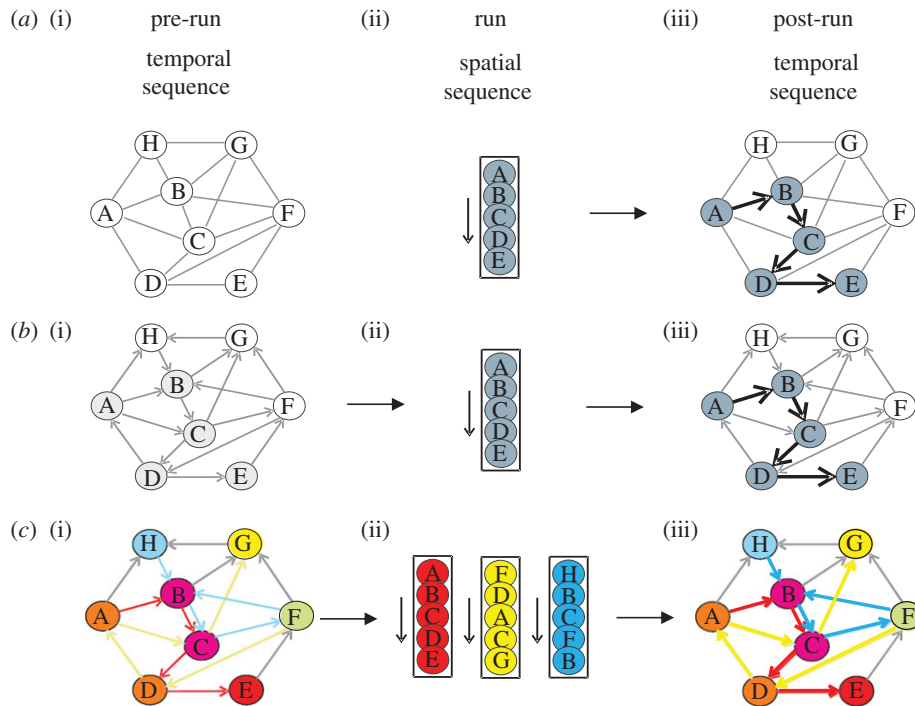 (a) (i) pre-run (ii) run (iii) post-run
temporal sequence spatial sequence temporal sequence
H G
B
A F
C
D E
A
B
C
D
E
H G
B
A F
C
D E
(b) (i) (ii) (iii)
H G
B
A F
C
D E
A
B
C
D
E
H G
B
A F
C
D E
(c) (i) (ii) (iii)
H G
B
A F
C
D E
A
B
C
D
E
F
D
A
C
G
H
B
C
F
B
H G
B
A F
C
D E